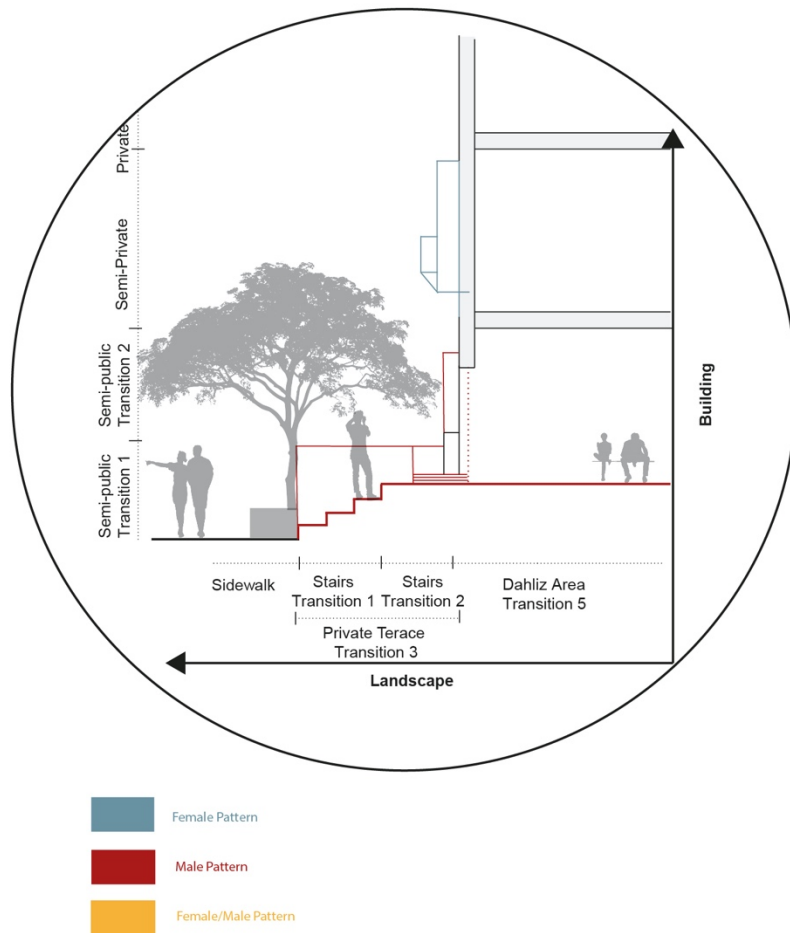 Private
Semi-Private
Semi-public
Transition 2
Semi-public
Transition 1
Building
Sidewalk
Stairs
Transition 1
Stairs
Transition 2
Dahliz Area
Transition 5
Private Terace
Transition 3
Landscape
Female Pattern
Male Pattern
Female/Male Pattern